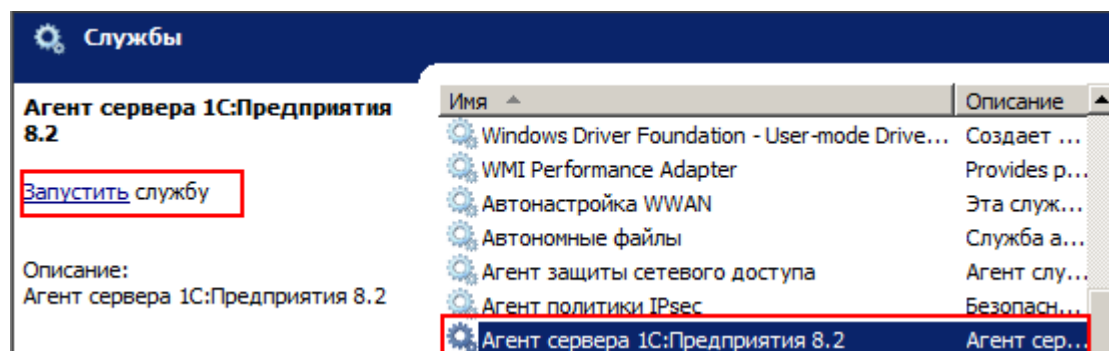 Службы
Агент сервера 1С:Предприятия
8.2
Запустить службу
Описание:
Агент сервера 1С:Предприятия 8.2
Имя Описание
Windows Driver Foundation - User-mode Drive... Создает ...
WMI Performance Adapter Provides p...
Автонастройка WWAN Эта служ...
Автономные файлы Служба а...
Агент защиты сетевого доступа Агент слу...
Агент политики IPsec Безопасн...
Агент сервера 1С:Предприятия 8.2 Агент сер...